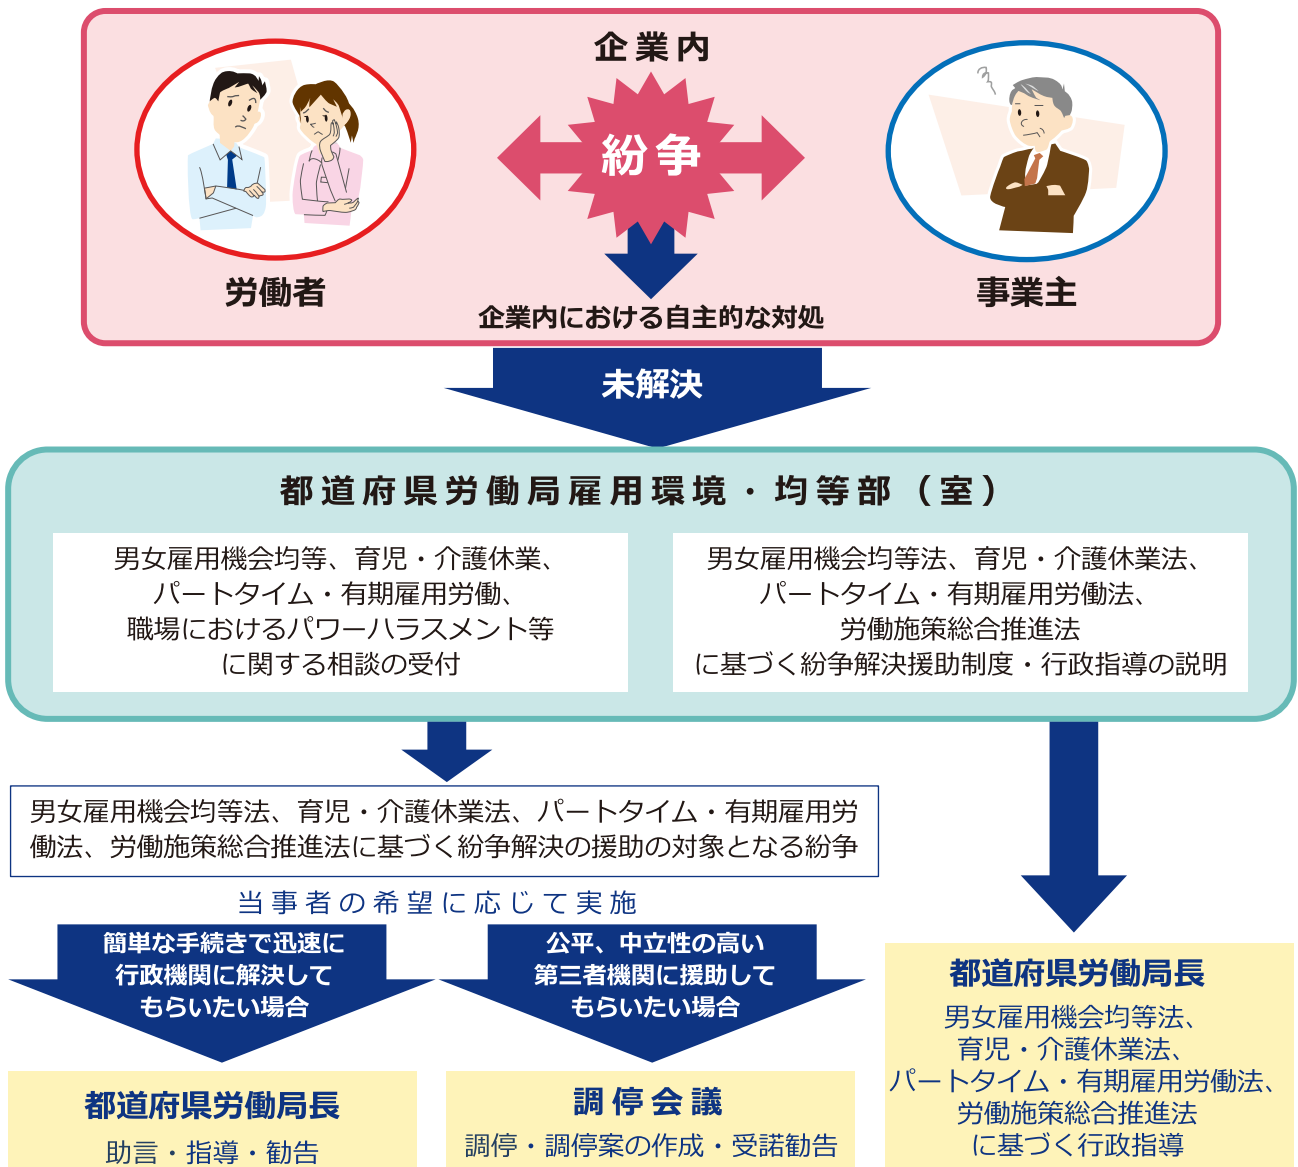 企業内
紛争
労働者
事業主
企業内における自主的な対処
未解決
都道府県労働局雇用環境・均等部（室）
男女雇用機会均等、育児・介護休業、
パートタイム・有期雇用労働、
職場におけるパワーハラスメント等
に関する相談の受付
男女雇用機会均等法、育児・介護休業法、
パートタイム・有期雇用労働法、
労働施策総合推進法
に基づく紛争解決援助制度・行政指導の説明
男女雇用機会均等法、育児・介護休業法、パートタイム・有期雇用労
働法、労働施策総合推進法に基づく紛争解決の援助の対象となる紛争
当事者の希望に応じて実施
簡単な手続きで迅速に
行政機関に解決して
もらいたい場合
公平、中立性の高い
第三者機関に援助して
もらいたい場合
都道府県労働局長
助言・指導・勧告
調停会議
調停・調停案の作成・受諾勧告
都道府県労働局長
男女雇用機会均等法、
育児・介護休業法、
パートタイム・有期雇用労働法、
労働施策総合推進法
に基づく行政指導